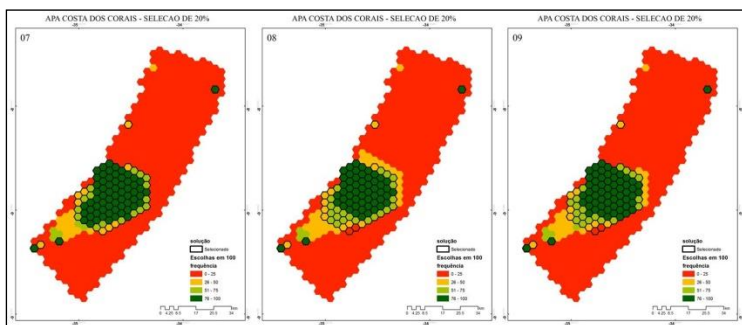 APA COSTA DOS CORAIS - SELECAO DE 20%
07
solução
Selecionado
Escolhas em 100
frequência
0 - 25
26 - 50
51 - 75
76 - 100
APA COSTA DOS CORAIS - SELECAO DE 20%
08
solução
Selecionado
Escolhas em 100
frequência
0 - 25
26 - 50
51 - 75
76 - 100
APA COSTA DOS CORAIS - SELECAO DE 20%
09
solução
Selecionado
Escolhas em 100
frequência
0 - 25
26 - 50
51 - 75
76 - 100